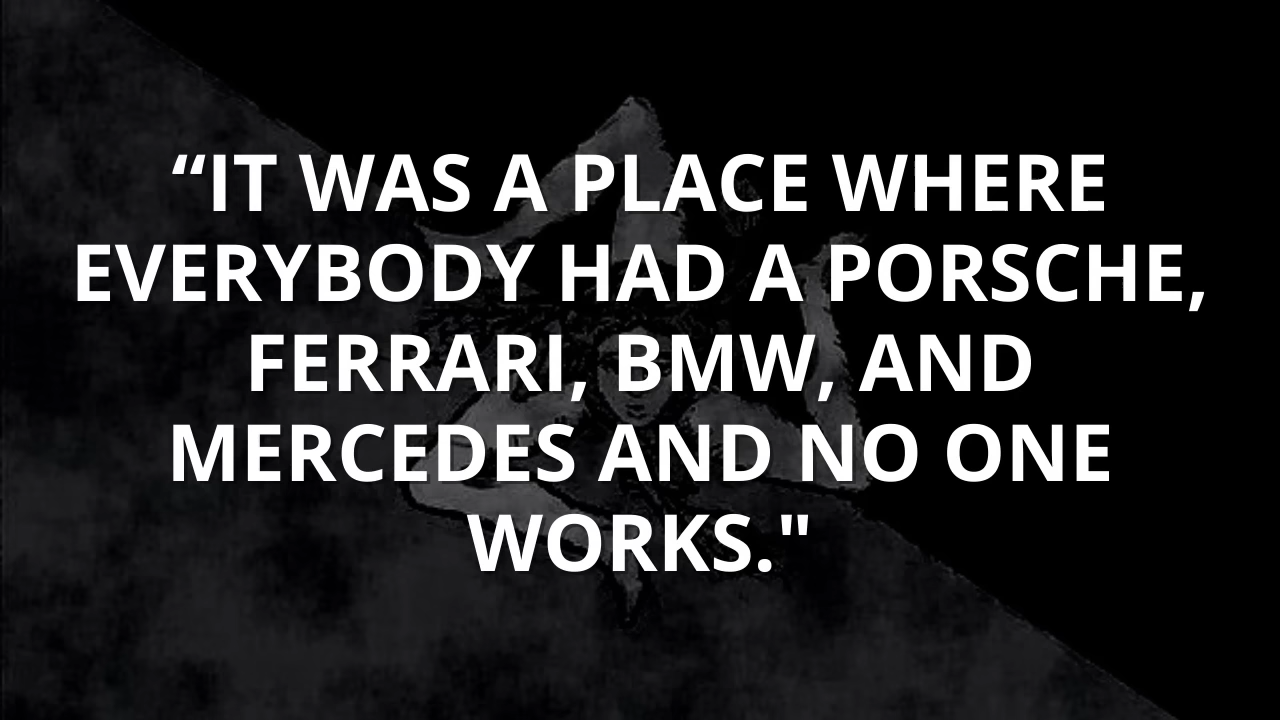 “IT WAS A PLACE WHERE
EVERYBODY HAD A PORSCHE,
FERRARI, BMW, AND
MERCEDES AND NO ONE
WORKS."